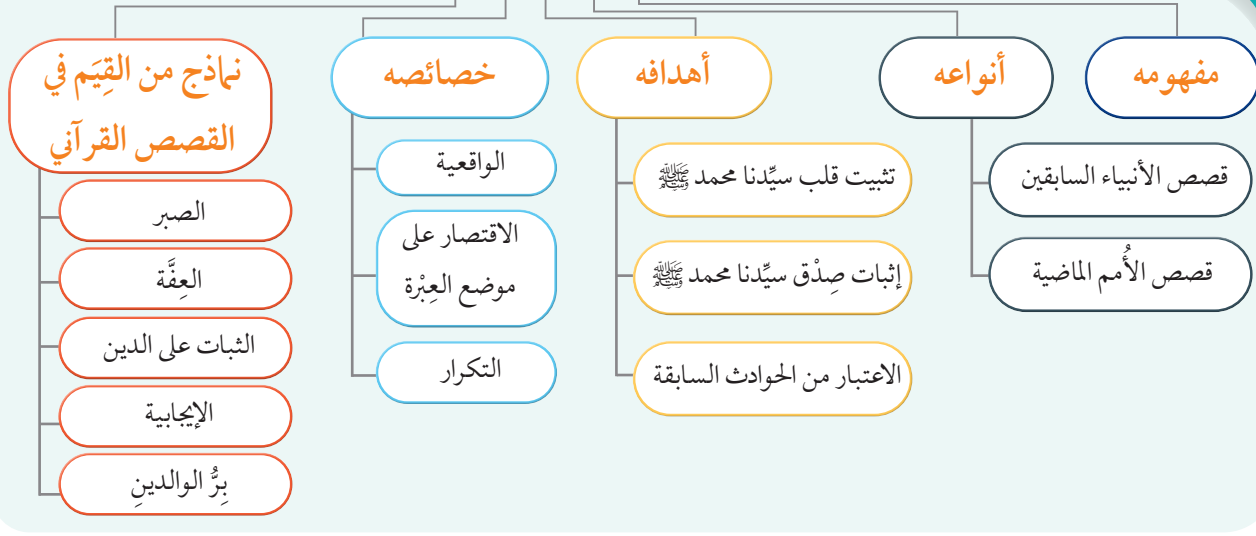 مفهومه
أنواعه
قصص الأنبياء السابقين
قصص الأُمم الماضية
أهدافه
تثبيت قلب سيِّدنا محمد ﷺ
إثبات صِدْق سيِّدنا محمد ﷺ
الاعتبار من الحوادث السابقة
خصائصه
الواقعية
الاقتصار على
موضع العِبْرة
التكرار
نماذج من القِيَم في
القصص القرآني
الصبر
العِفَّة
الثبات على الدين
الإيجابية
بِرُّ الوالدينِ